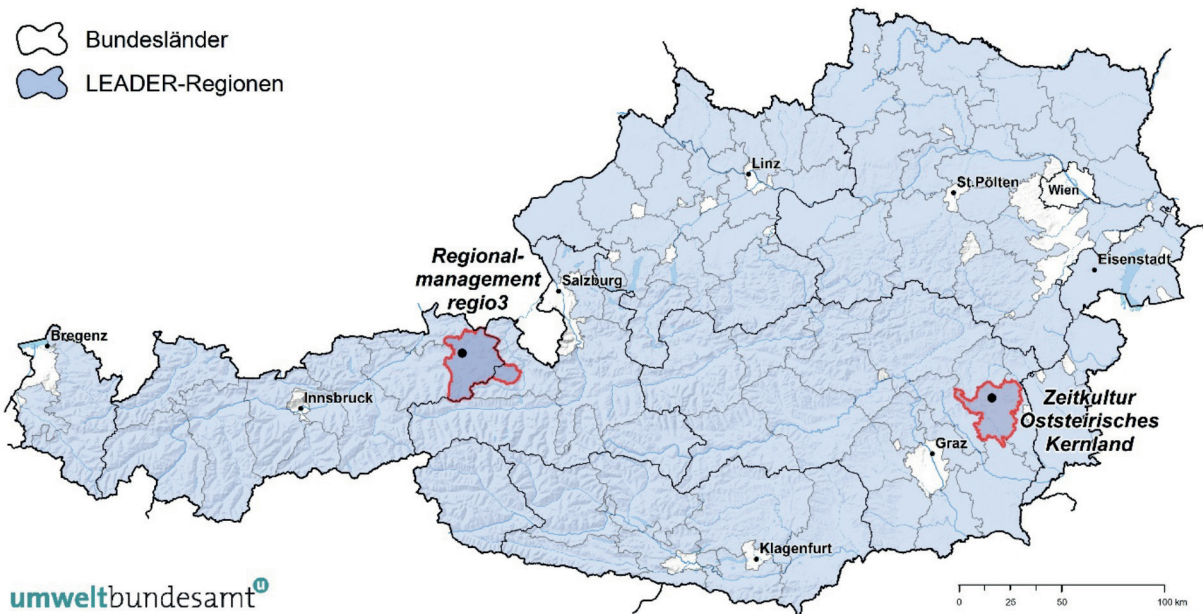 Bundesländer
LEADER-Regionen
Linz
St.Pölten
Wien
Regional-
management
regio3
Eisenstadt
Salzburg
Bregenz
Innsbruck
Zeitkultur
Oststeirisches
Kernland
Graz
Klagenfurt
umweltbundesamt u
0 25 50 100 km